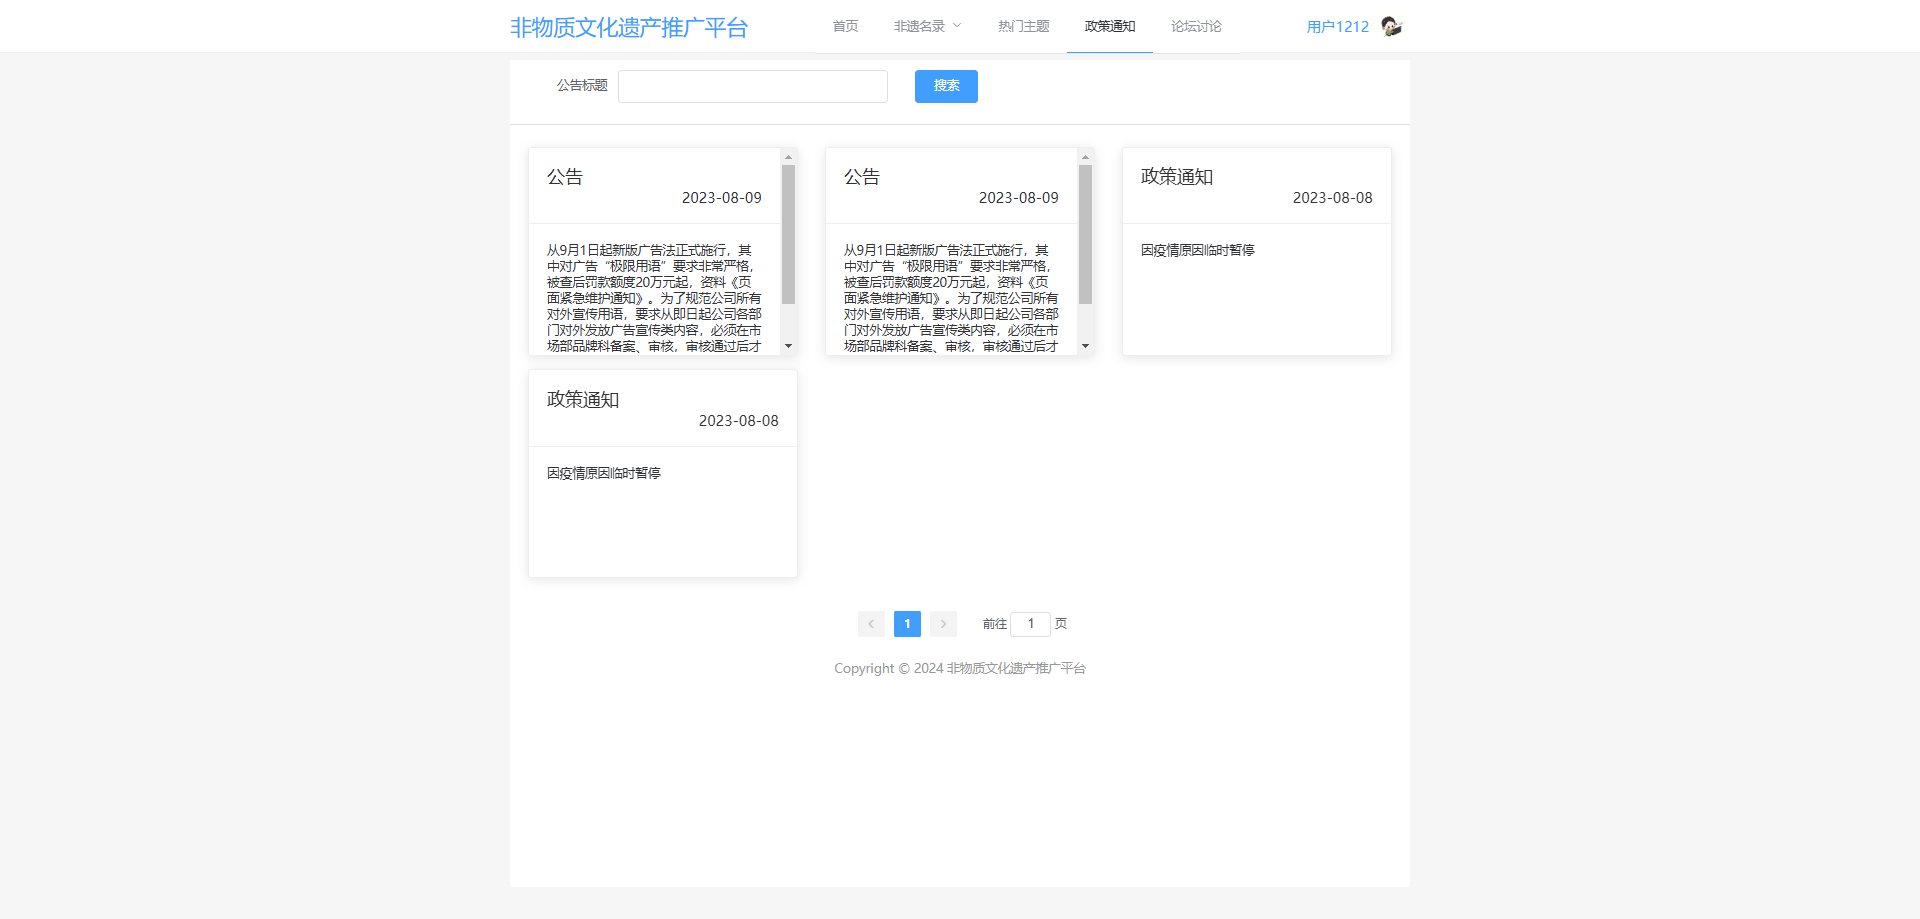 非物质文化遗产推广平台
首页
非遗名录
热门主题
政策通知
论坛讨论
用户1212
公告标题
搜索
公告
2023-08-09
从9月1日起新版广告法正式施行，其
中对广告“极限用语”要求非常严格，
被查后罚款额度20万元起，资料《页
面紧急维护通知》。为了规范公司所有
对外宣传用语，要求从即日起公司各部
门对外发放广告宣传类内容，必须在市
场部品牌科备案、审核，审核通过后才
公告
2023-08-09
从9月1日起新版广告法正式施行，其
中对广告“极限用语”要求非常严格，
被查后罚款额度20万元起，资料《页
面紧急维护通知》。为了规范公司所有
对外宣传用语，要求从即日起公司各部
门对外发放广告宣传类内容，必须在市
场部品牌科备案、审核，审核通过后才
政策通知
2023-08-08
因疫情原因临时暂停
政策通知
2023-08-08
因疫情原因临时暂停
1
前往 1 页
Copyright © 2024 非物质文化遗产推广平台